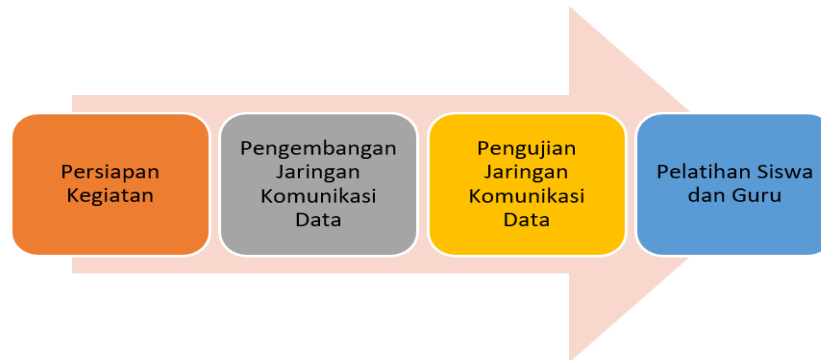 Persiapan
Kegiatan
Pengembangan
Jaringan
Komunikasi
Data
Pengujian
Jaringan
Komunikasi
Data
Pelatihan Siswa
dan Guru